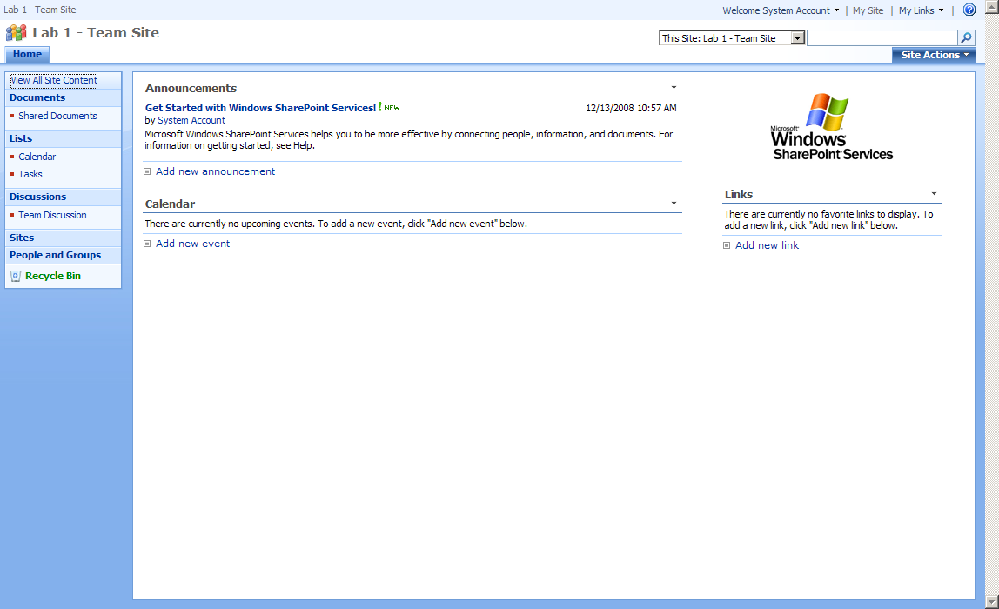 Lab 1 - Team Site
Welcome System Account | My Site | My Links |
Lab 1 - Team Site
This Site: Lab 1 - Team Site
Home
Site Actions
View All Site Content
Documents
Shared Documents
Lists
Calendar
Tasks
Discussions
Team Discussion
Sites
People and Groups
Recycle Bin
Announcements
Get Started with Windows SharePoint Services! ! NEW
12/13/2008 10:57 AM
by System Account
Microsoft Windows SharePoint Services helps you to be more effective by connecting people, information, and documents. For
information on getting started, see Help.
Add new announcement
Calendar
There are currently no upcoming events. To add a new event, click "Add new event" below.
Add new event
Microsoft
Windows
SharePoint Services
Links
There are currently no favorite links to display. To
add a new link, click "Add new link" below.
Add new link